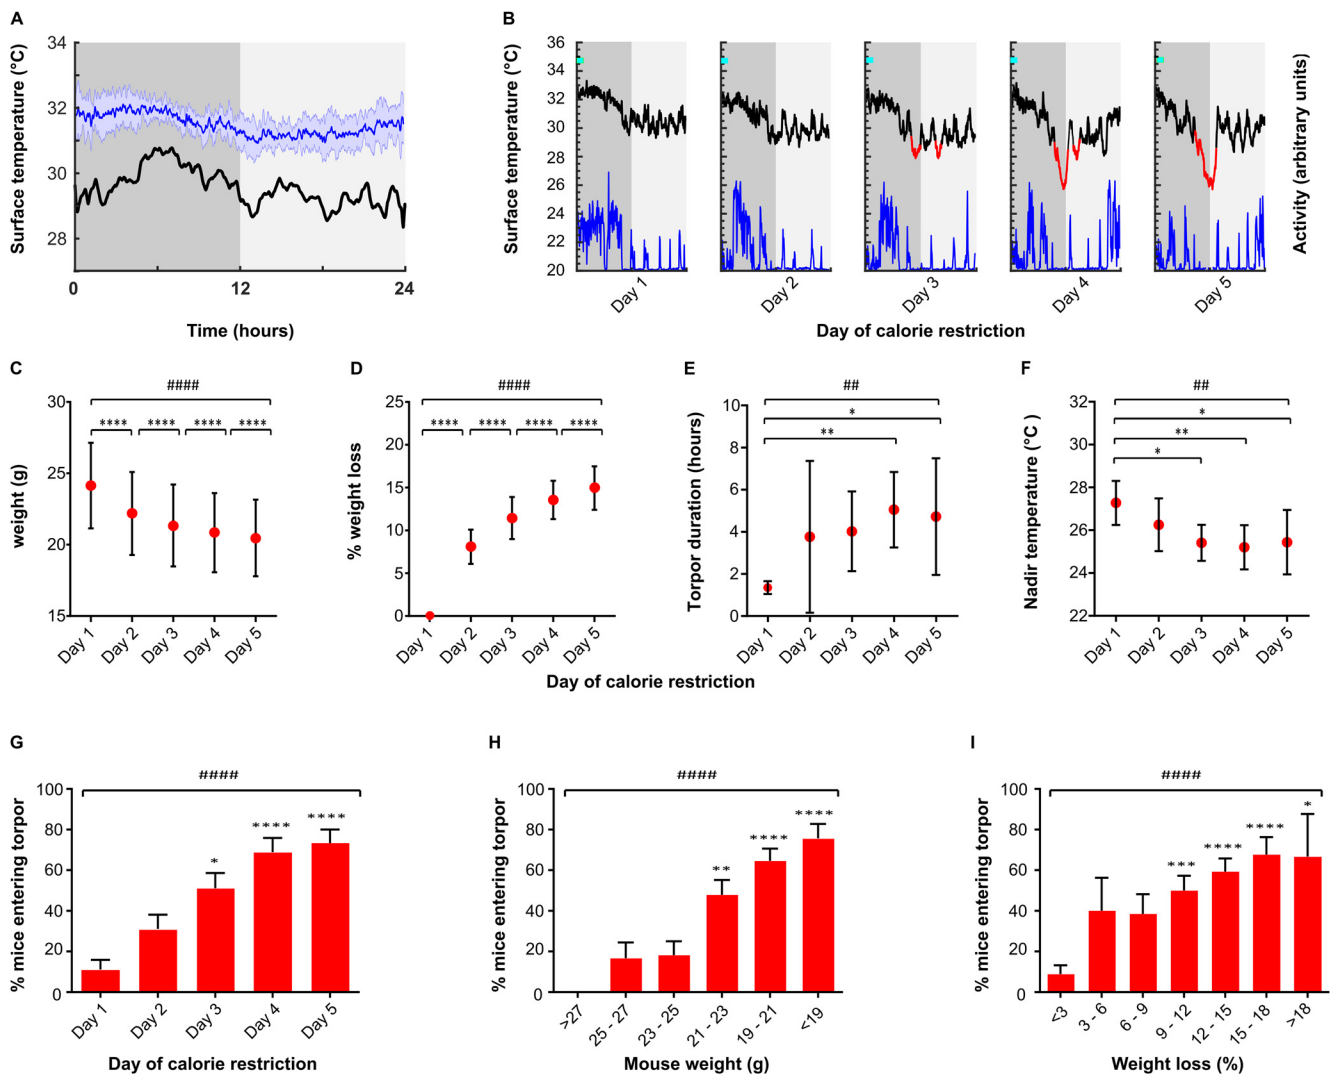 A
Surface temperature (°C)
34
32
30
28
0
12
24
Time (hours)
B
Surface temperature (°C)
36
34
32
30
28
26
24
22
20
Day 1
Day 2
Day 3
Day 4
Day 5
Activity (arbitrary units)
Day of calorie restriction
C
weight (g)
30
25
20
15
####
**** **** **** ****
Day 1
Day 2
Day 3
Day 4
Day 5
D
% weight loss
25
20
15
10
5
0
####
**** **** **** ****
Day 1
Day 2
Day 3
Day 4
Day 5
E
Torpor duration (hours)
10
8
6
4
2
0
##
*
**
Day 1
Day 2
Day 3
Day 4
Day 5
F
Nadir temperature (°C )
32
30
28
26
24
22
##
*
**
*
Day 1
Day 2
Day 3
Day 4
Day 5
Day of calorie restriction
G
% mice entering torpor
100
80
60
40
20
0
####
*
****
****
Day 1
Day 2
Day 3
Day 4
Day 5
Day of calorie restriction
H
% mice entering torpor
100
80
60
40
20
0
####
**
****
****
>27
25 - 27
23 - 25
21 - 23
19 - 21
<19
Mouse weight (g)
I
% mice entering torpor
100
80
60
40
20
0
####
***
****
****
*
<3
3 - 6
6 - 9
9 - 12
12 - 15
15 - 18
>18
Weight loss (%)